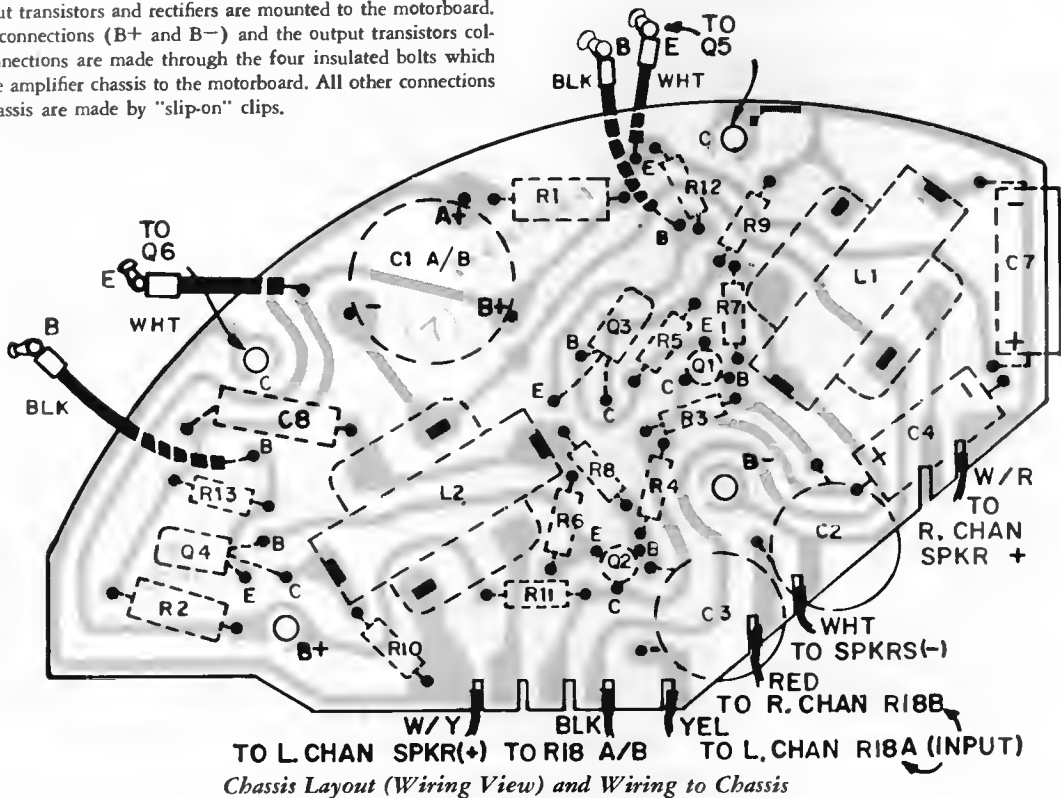 ut transistors and rectifiers are mounted to the motorboard.
connections (B+ and B−) and the output transistors col-
nnections are made through the four insulated bolts which
e amplifier chassis to the motorboard. All other connections
assis are made by "slip-on" clips.
B E TO
Q5
BLK WHT
C
E
R12
B
R9
R1
A+
C1 A/B
-
B+
L1
-
C7
+
TO
Q6
E
WHT
C
B
BLK
C8
B
R13
Q4
B
E C
R2
B+
R10
L2
Q3
B
E
C
R5
R7
E
Q1
C B
R3
R8
R4
R6
E
Q2
B
C
R11
B-
C4
+
-
C2
C3
W/R
TO
R. CHAN
SPKR +
WHT
TO SPKRS(-)
RED
TO R. CHAN R18B
W/Y BLK YEL
TO L. CHAN SPKR(+) TO R18 A/B TO L. CHAN R18A (INPUT)
Chassis Layout (Wiring View) and Wiring to Chassis